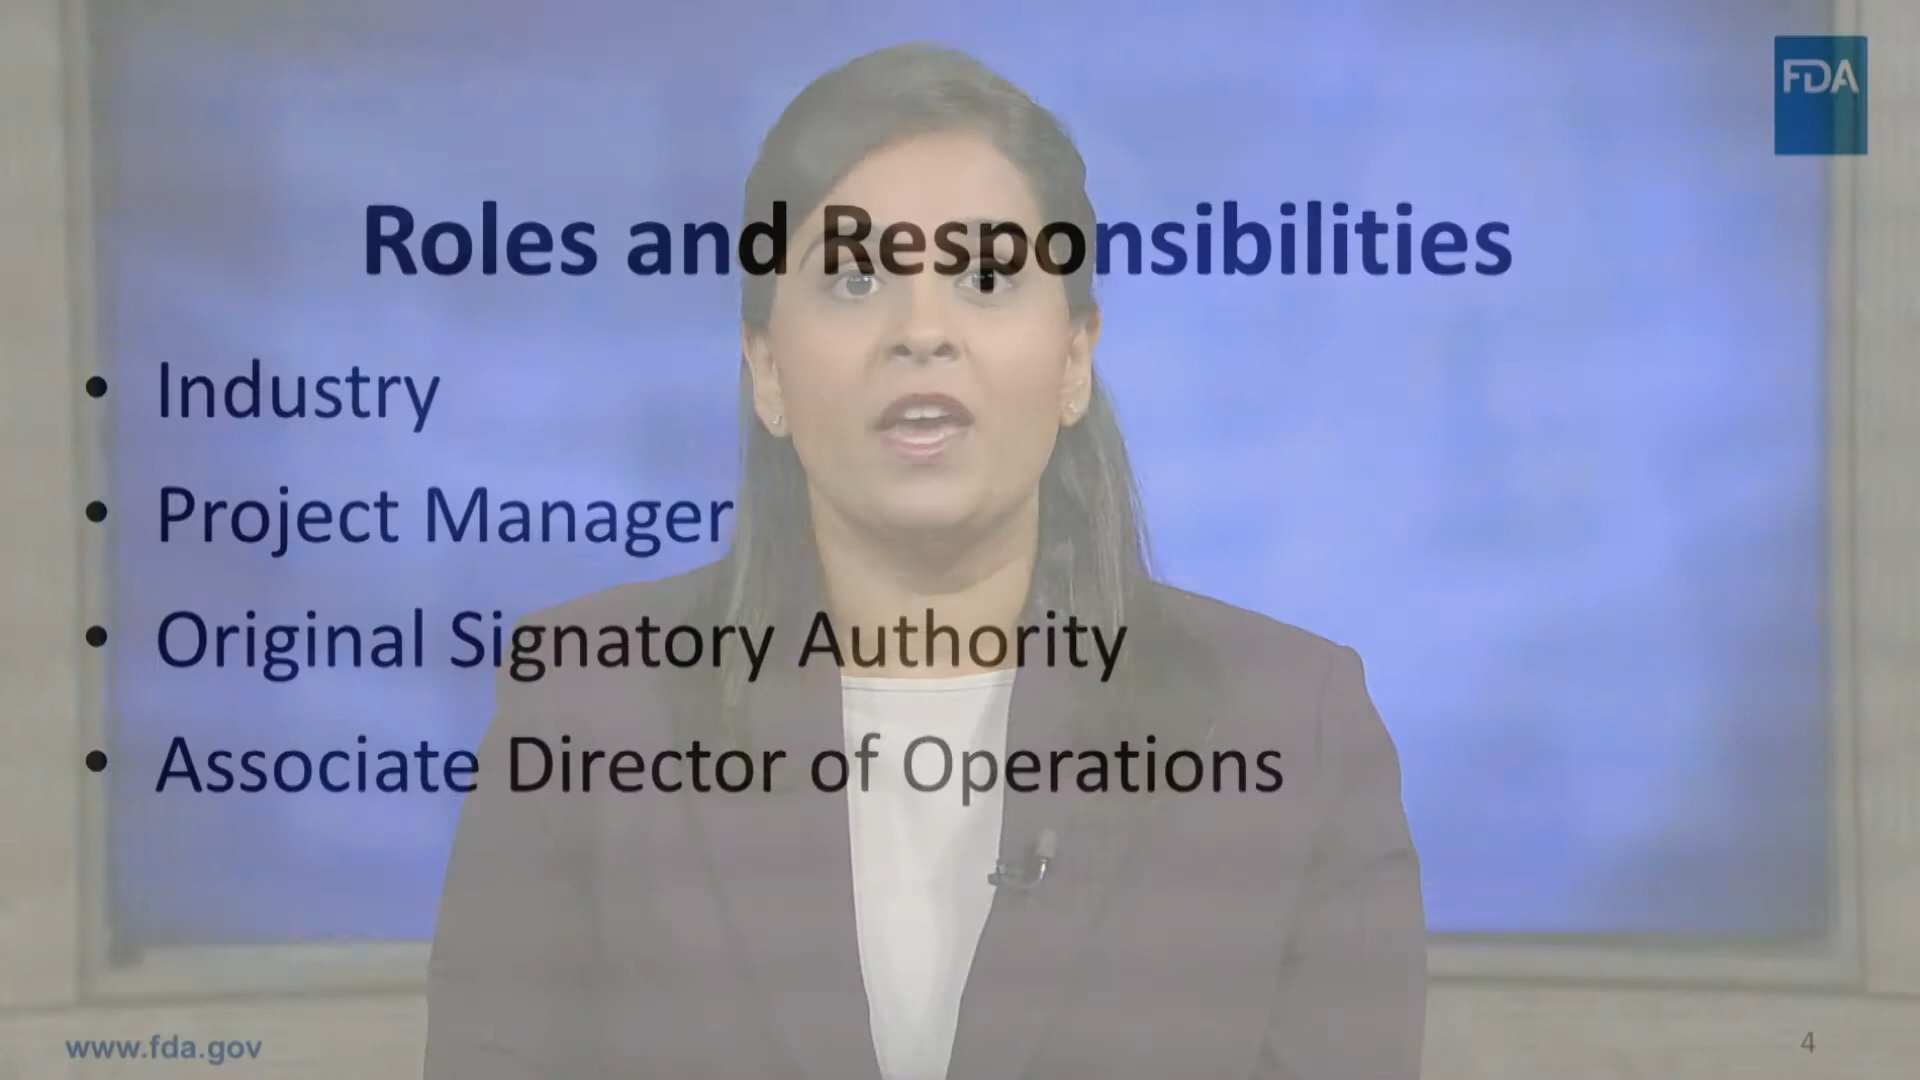 FDA
Roles and Responsibilities
• Industry
• Project Manager
• Original Signatory Authority
• Associate Director of Operations
www.fda.gov
4